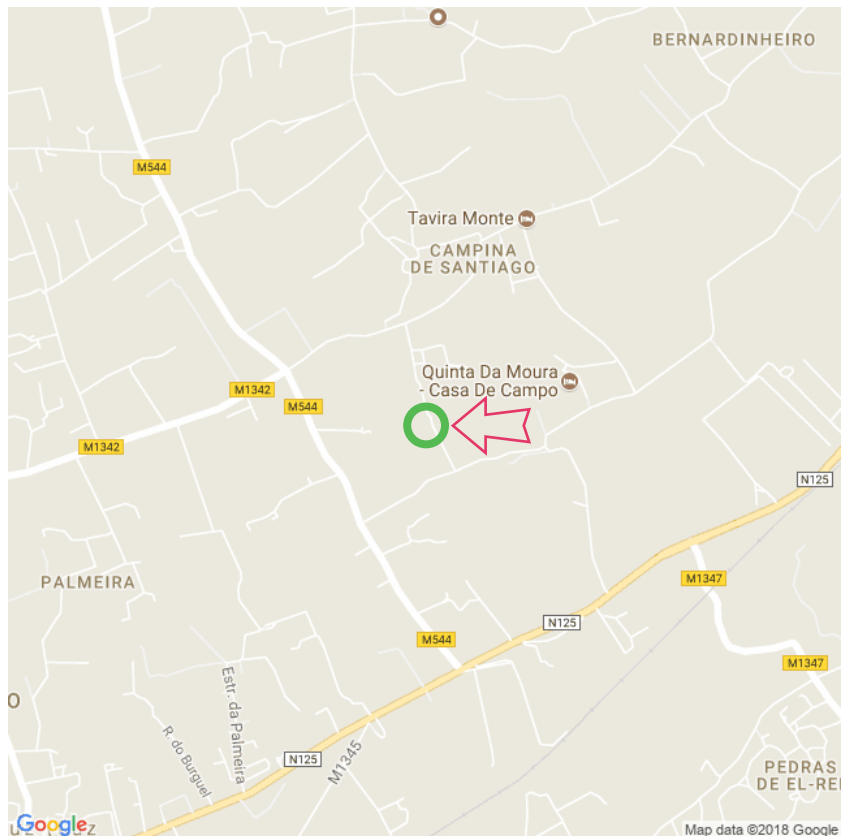 BERNARDINHEIRO
M544
Tavira Monte
CAMPINA
DE SANTIAGO
Quinta Da Moura
- Casa De Campo
M1342
M544
M1342
N125
PALMEIRA
M1347
N125
M544
M1347
Estr. da Palmeira
O
R. do Burguel
M1345
N125
PEDRAS
DE EL-REI
Google
Map data ©2018 Google